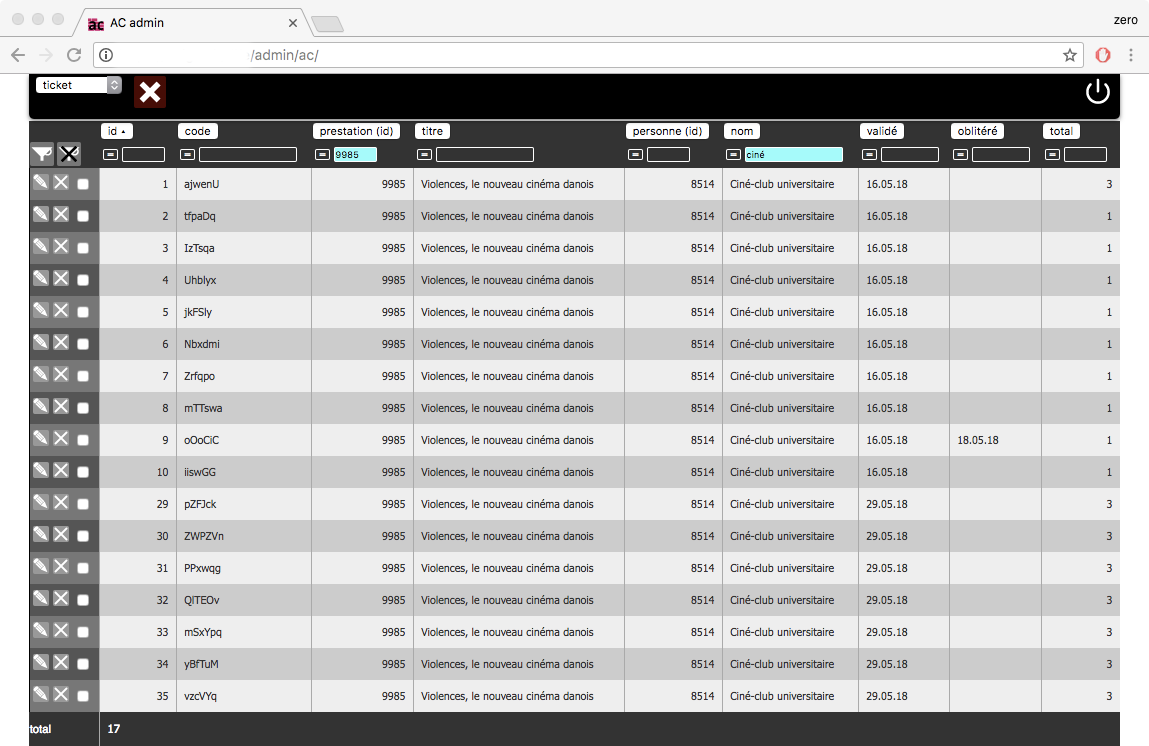 ac AC admin
zero
/admin/ac/
ticket
id code prestation (id) titre personne (id) nom validé oblitéré total
= = = 9985 = = = ciné = = =
1 ajwenU 9985 Violences, le nouveau cinéma danois 8514 Ciné-club universitaire 16.05.18 3
2 tfpaDq 9985 Violences, le nouveau cinéma danois 8514 Ciné-club universitaire 16.05.18 1
3 IzTsqa 9985 Violences, le nouveau cinéma danois 8514 Ciné-club universitaire 16.05.18 1
4 Uhblyx 9985 Violences, le nouveau cinéma danois 8514 Ciné-club universitaire 16.05.18 1
5 jkFSly 9985 Violences, le nouveau cinéma danois 8514 Ciné-club universitaire 16.05.18 1
6 Nbxdmi 9985 Violences, le nouveau cinéma danois 8514 Ciné-club universitaire 16.05.18 1
7 Zrfqpo 9985 Violences, le nouveau cinéma danois 8514 Ciné-club universitaire 16.05.18 1
8 mTTswa 9985 Violences, le nouveau cinéma danois 8514 Ciné-club universitaire 16.05.18 1
9 oOoCiC 9985 Violences, le nouveau cinéma danois 8514 Ciné-club universitaire 16.05.18 18.05.18 1
10 iiswGG 9985 Violences, le nouveau cinéma danois 8514 Ciné-club universitaire 16.05.18 1
29 pZFJck 9985 Violences, le nouveau cinéma danois 8514 Ciné-club universitaire 29.05.18 3
30 ZWPZVn 9985 Violences, le nouveau cinéma danois 8514 Ciné-club universitaire 29.05.18 3
31 PPxwqg 9985 Violences, le nouveau cinéma danois 8514 Ciné-club universitaire 29.05.18 3
32 QlTEOv 9985 Violences, le nouveau cinéma danois 8514 Ciné-club universitaire 29.05.18 3
33 mSxYpq 9985 Violences, le nouveau cinéma danois 8514 Ciné-club universitaire 29.05.18 3
34 yBfTuM 9985 Violences, le nouveau cinéma danois 8514 Ciné-club universitaire 29.05.18 3
35 vzcVYq 9985 Violences, le nouveau cinéma danois 8514 Ciné-club universitaire 29.05.18 3
total 17